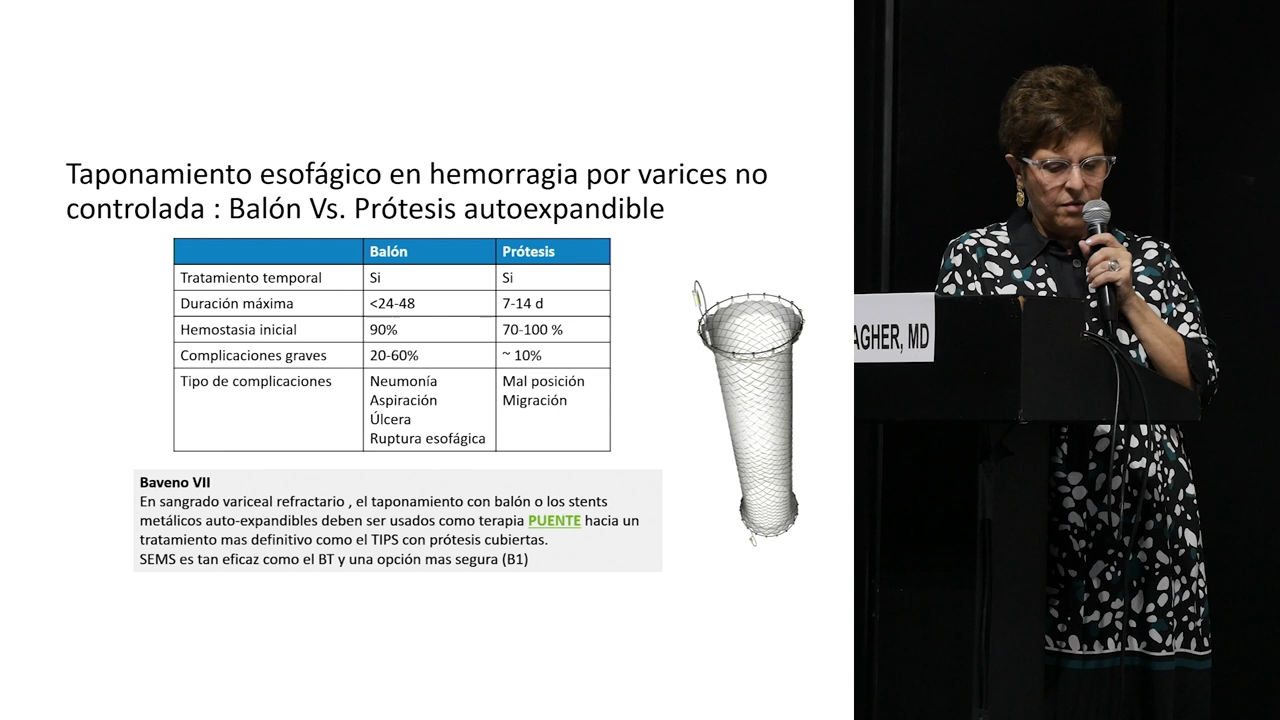 Taponamiento esofágico en hemorragia por varices no
controlada : Balón Vs. Prótesis autoexpandible
Balón Prótesis
Tratamiento temporal Si Si
Duración máxima <24-48 7-14 d
Hemostasia inicial 90% 70-100 %
Complicaciones graves 20-60% ~ 10%
Tipo de complicaciones Neumonía Mal posición
Aspiración Migración
Úlcera
Ruptura esofágica
Baveno VII
En sangrado variceal refractario , el taponamiento con balón o los stents
metálicos auto-expandibles deben ser usados como terapia PUENTE hacia un
tratamiento mas definitivo como el TIPS con prótesis cubiertas.
SEMS es tan eficaz como el BT y una opción mas segura (B1)
AGHER, MD